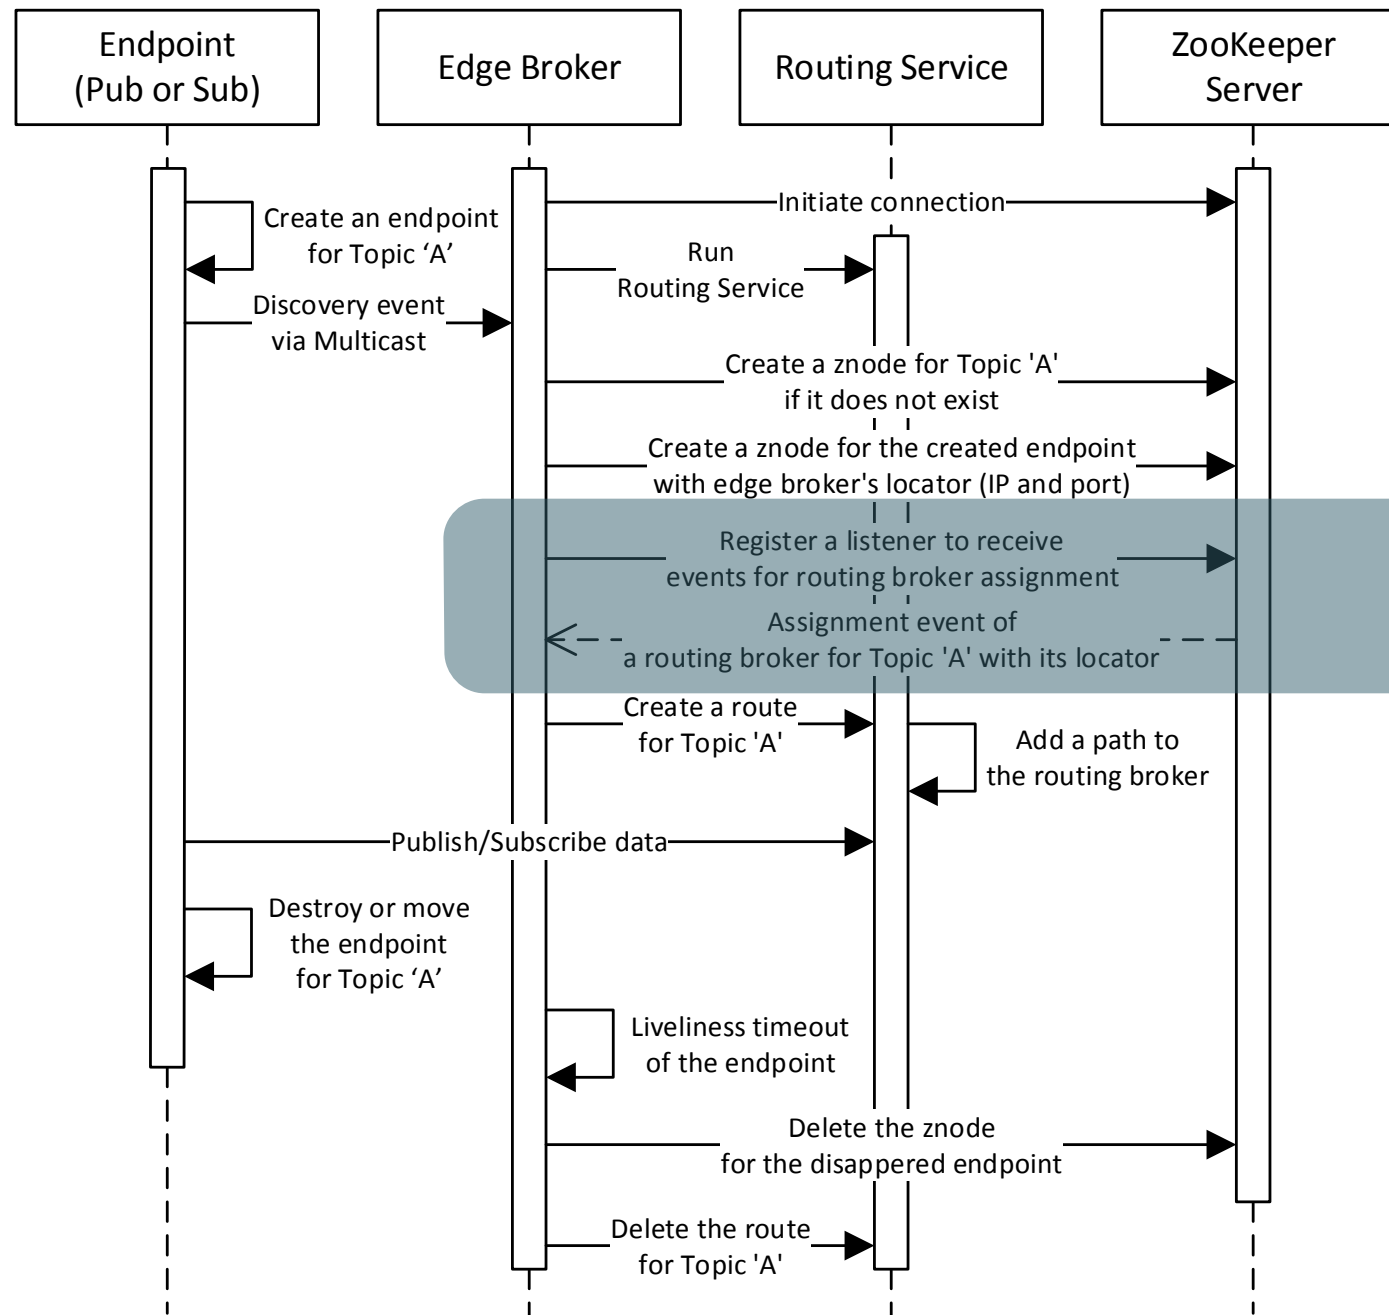 Endpoint
(Pub or Sub)
Edge Broker
Routing Service
ZooKeeper
Server
Initiate connection
Create an endpoint
for Topic ‘A’
Run
Routing Service
Discovery event
via Multicast
Create a znode for Topic 'A'
if it does not exist
Create a znode for the created endpoint
with edge broker's locator (IP and port)
Register a listener to receive
events for routing broker assignment
Assignment event of
a routing broker for Topic 'A' with its locator
Create a route
for Topic 'A'
Add a path to
the routing broker
Publish/Subscribe data
Destroy or move
the endpoint
for Topic ‘A’
Liveliness timeout
of the endpoint
Delete the znode
for the disappered endpoint
Delete the route
for Topic 'A'